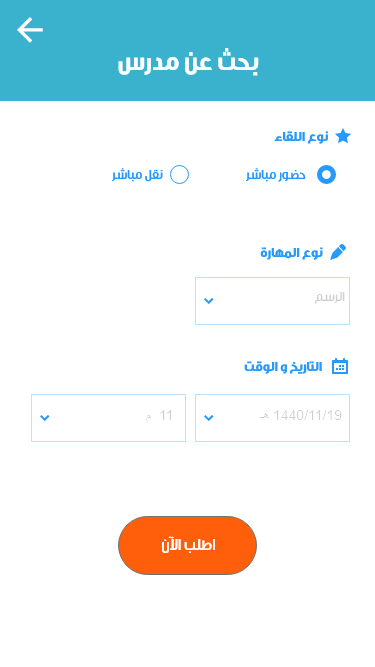 بحث عن مدرس
نوع اللقاء
حضور مباشر نقل مباشر
نوع المهارة
الرسم
التاريخ و الوقت
1440/11/19 هـ 11 م
اطلب الآن